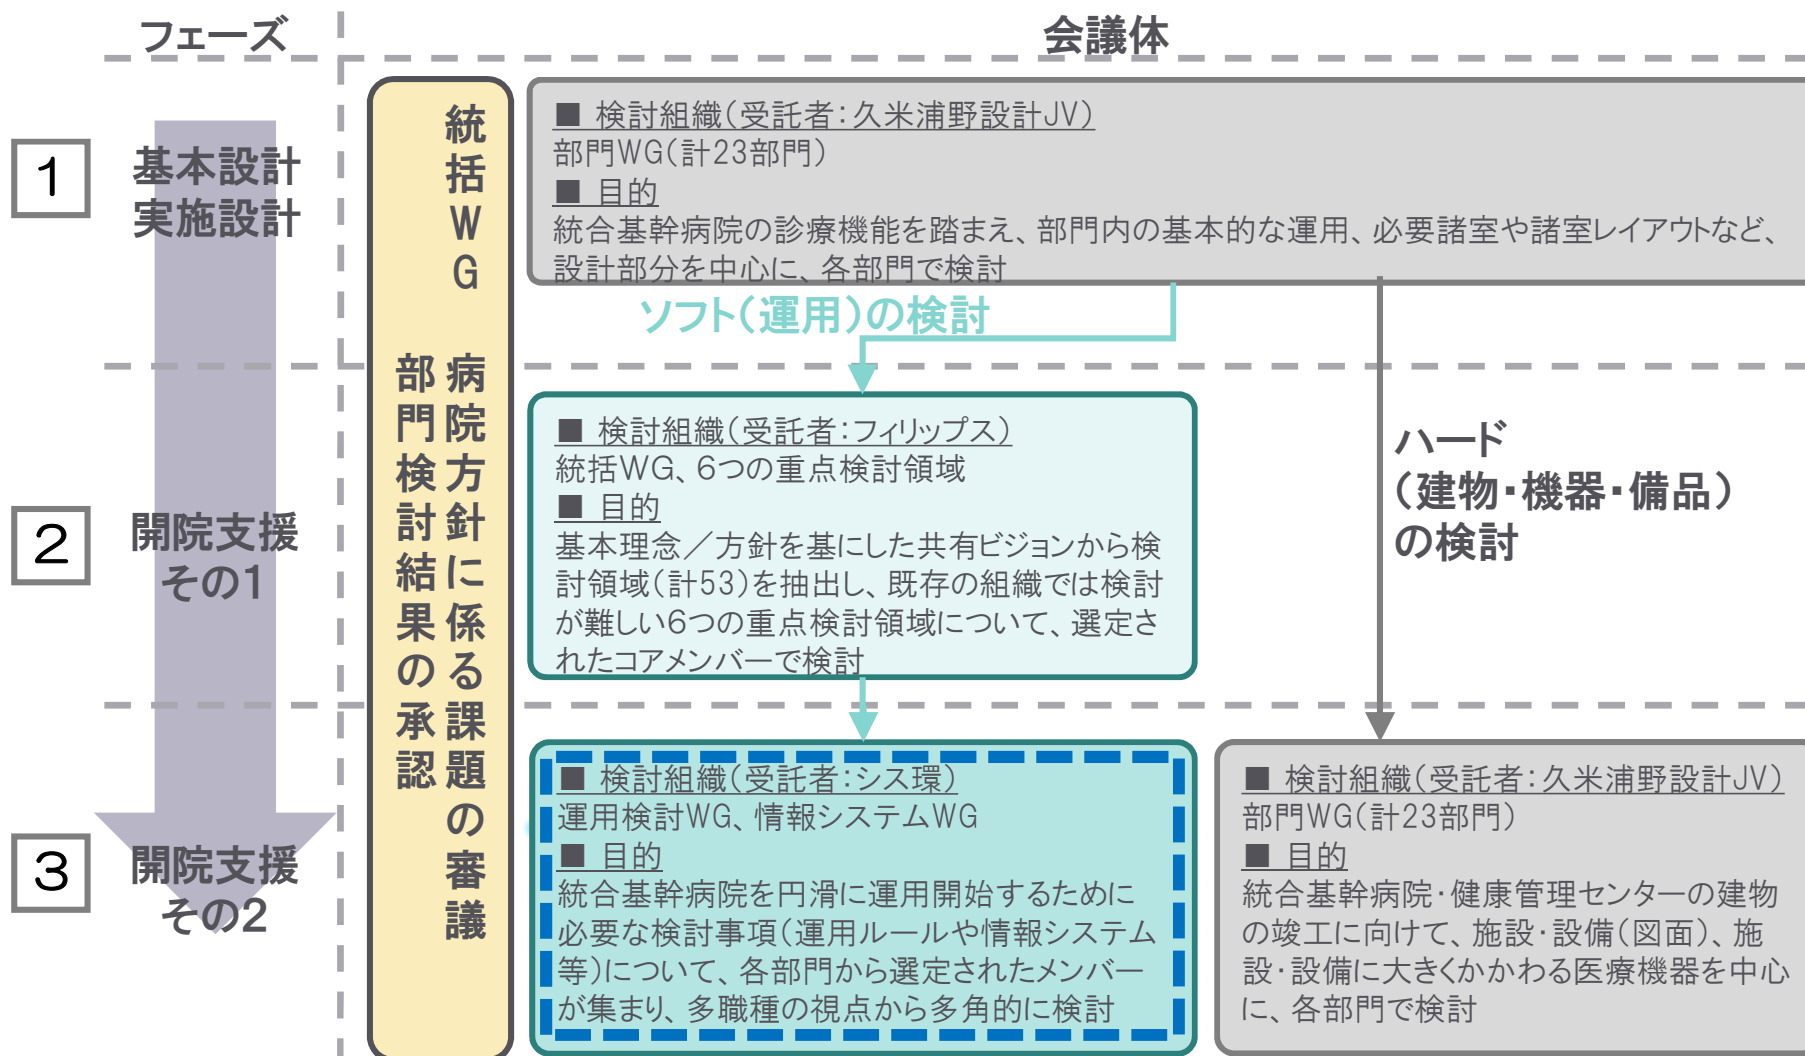 フェーズ
会議体
1
基本設計
実施設計
統括WG 病院方針に係る課題の審議
部門検討結果の承認
■ 検討組織(受託者:久米浦野設計JV)
部門WG(計23部門)
■ 目的
統合基幹病院の診療機能を踏まえ、部門内の基本的な運用、必要諸室や諸室レイアウトなど、
設計部分を中心に、各部門で検討
ソフト(運用)の検討
2
開院支援
その1
■ 検討組織(受託者:フィリップス)
統括WG、6つの重点検討領域
■ 目的
基本理念/方針を基にした共有ビジョンから検
討領域(計53)を抽出し、既存の組織では検討
が難しい6つの重点検討領域について、選定さ
れたコアメンバーで検討
ハード
(建物・機器・備品)
の検討
3
開院支援
その2
■ 検討組織(受託者:シス環)
運用検討WG、情報システムWG
■ 目的
統合基幹病院を円滑に運用開始するために
必要な検討事項(運用ルールや情報システム
等)について、各部門から選定されたメンバー
が集まり、多職種の視点から多角的に検討
■ 検討組織(受託者:久米浦野設計JV)
部門WG(計23部門)
■ 目的
統合基幹病院・健康管理センターの建物
の竣工に向けて、施設・設備(図面)、施
設・設備に大きくかかわる医療機器を中心
に、各部門で検討